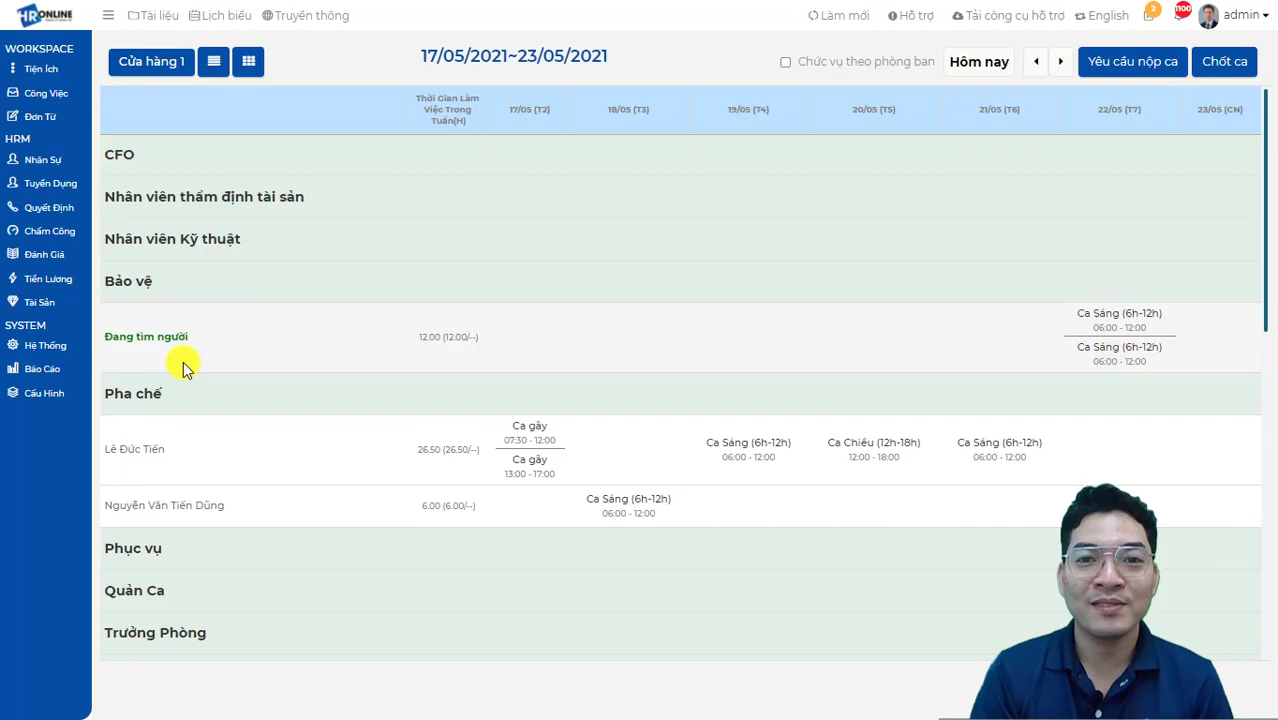 HR ONLINE
Tài liệu
Lịch biểu
Truyền thông
Làm mới
Hỗ trợ
Tải công cụ hỗ trợ
English
2
1100
admin
WORKSPACE
Tiện Ích
Công Việc
Đơn Từ
HRM
Nhân Sự
Tuyển Dụng
Quyết Định
Chấm Công
Đánh Giá
Tiền Lương
Tài Sản
SYSTEM
Hệ Thống
Báo Cáo
Cấu Hình
Cửa hàng 1
17/05/2021~23/05/2021
Chức vụ theo phòng ban
Hôm nay
Yêu cầu nộp ca
Chốt ca
Thời Gian Làm
Việc Trong
Tuần(H)
17/05 (T2)
18/05 (T3)
19/05 (T4)
20/05 (T5)
21/05 (T6)
22/05 (T7)
23/05 (CN)
CFO
Nhân viên thẩm định tài sản
Nhân viên Kỹ thuật
Bảo vệ
Đang tìm người
12.00 (12.00/--)
Ca Sáng (6h-12h)
06:00 - 12:00
Ca Sáng (6h-12h)
06:00 - 12:00
Pha chế
Lê Đức Tiến
26.50 (26.50/--)
Ca gãy
07:30 - 12:00
Ca gãy
13:00 - 17:00
Ca Sáng (6h-12h)
06:00 - 12:00
Ca Chiều (12h-18h)
12:00 - 18:00
Ca Sáng (6h-12h)
06:00 - 12:00
Nguyễn Văn Tiến Dũng
6.00 (6.00/--)
Ca Sáng (6h-12h)
06:00 - 12:00
Phục vụ
Quản Ca
Trưởng Phòng